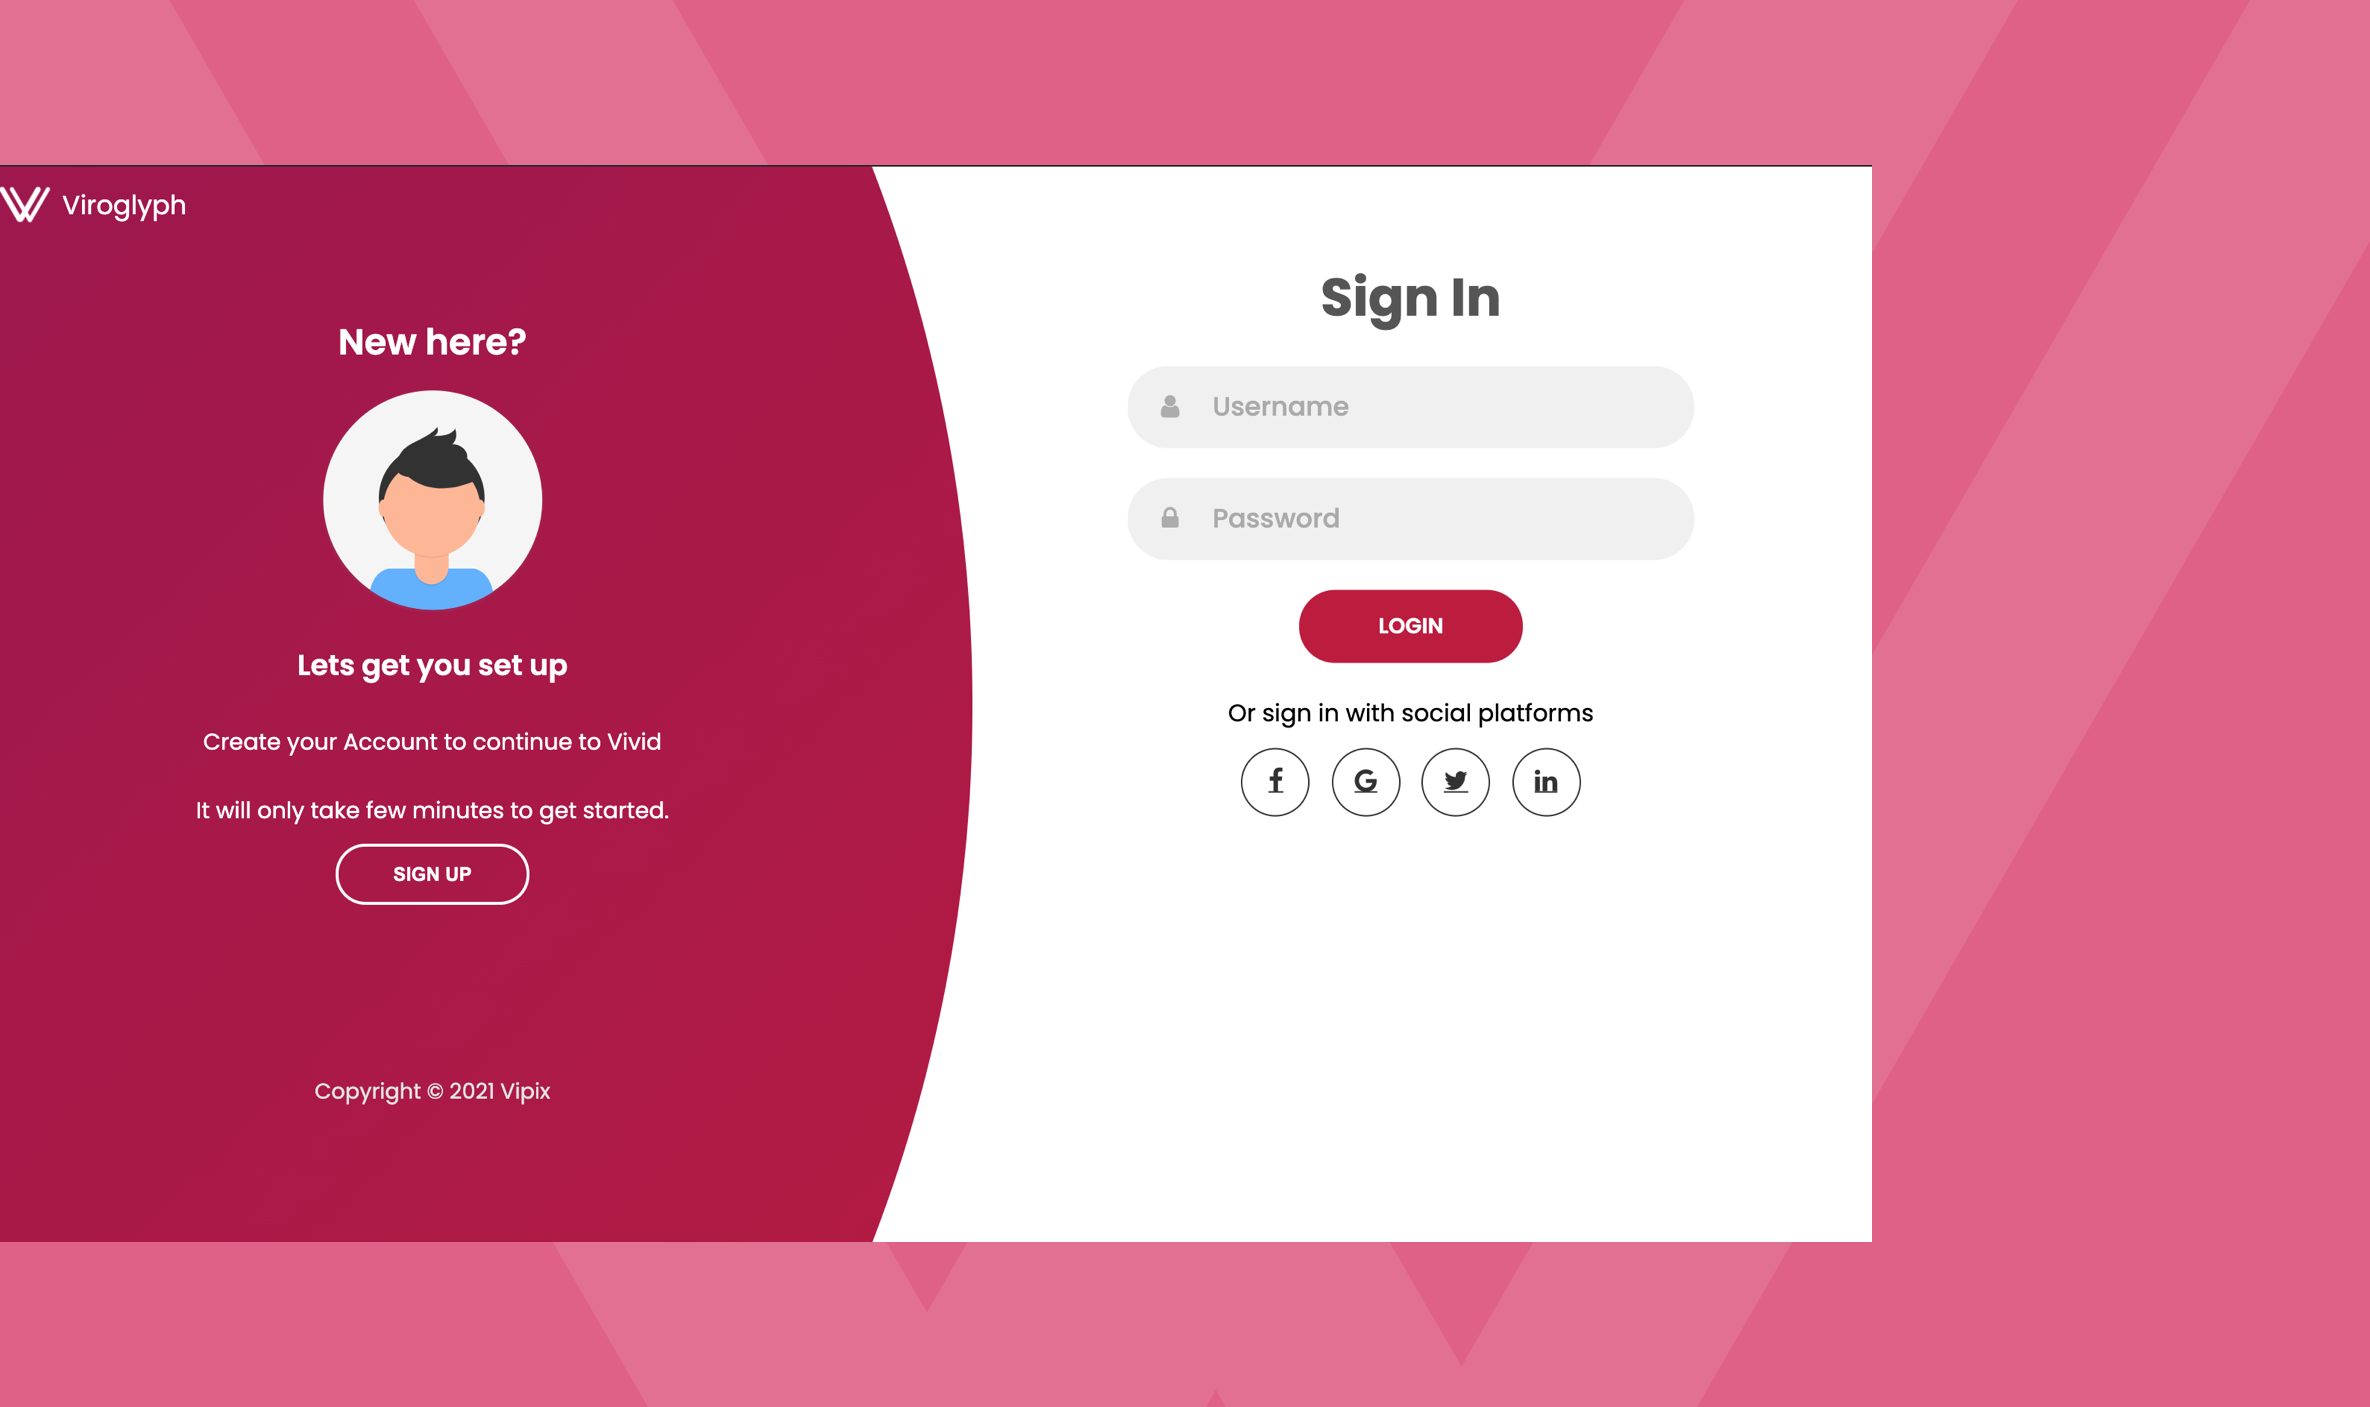 Viroglyph
New here?
Lets get you set up
Create your Account to continue to Vivid
It will only take few minutes to get started.
SIGN UP
Copyright © 2021 Vipix
Sign In
Username
Password
LOGIN
Or sign in with social platforms